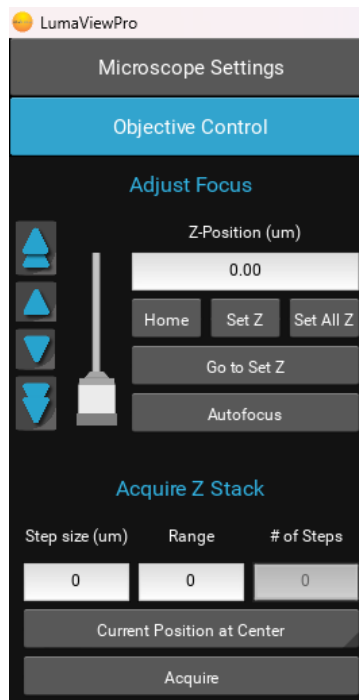 LumaViewPro
Microscope Settings
Objective Control
Adjust Focus
Z-Position (um)
0.00
Home Set Z Set All Z
Go to Set Z
Autofocus
Acquire Z Stack
Step size (um) Range # of Steps
0 0 0
Current Position at Center
Acquire